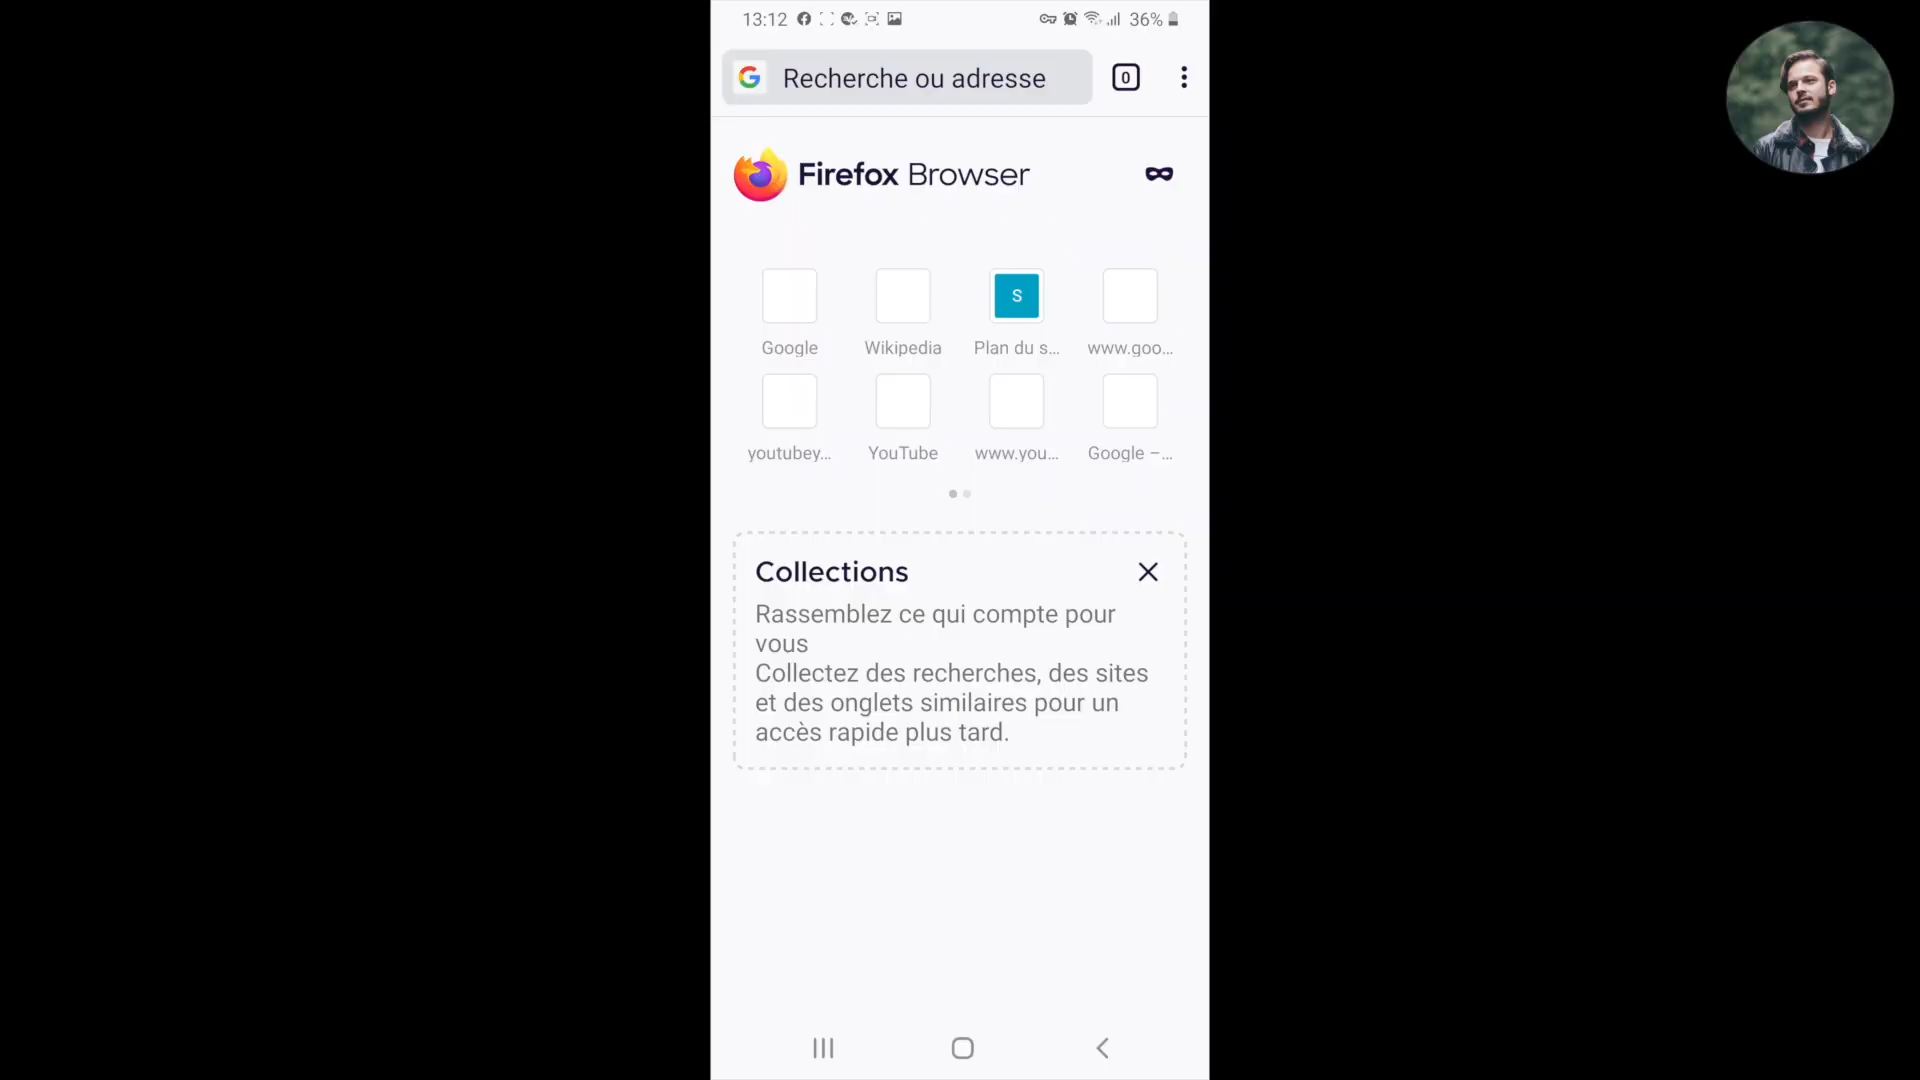 13:12 36%
Recherche ou adresse 0
Firefox Browser
S
Google Wikipedia Plan du s... www.goo...
youtubey... YouTube www.you... Google –...
Collections
Rassemblez ce qui compte pour
vous
Collectez des recherches, des sites
et des onglets similaires pour un
accès rapide plus tard.